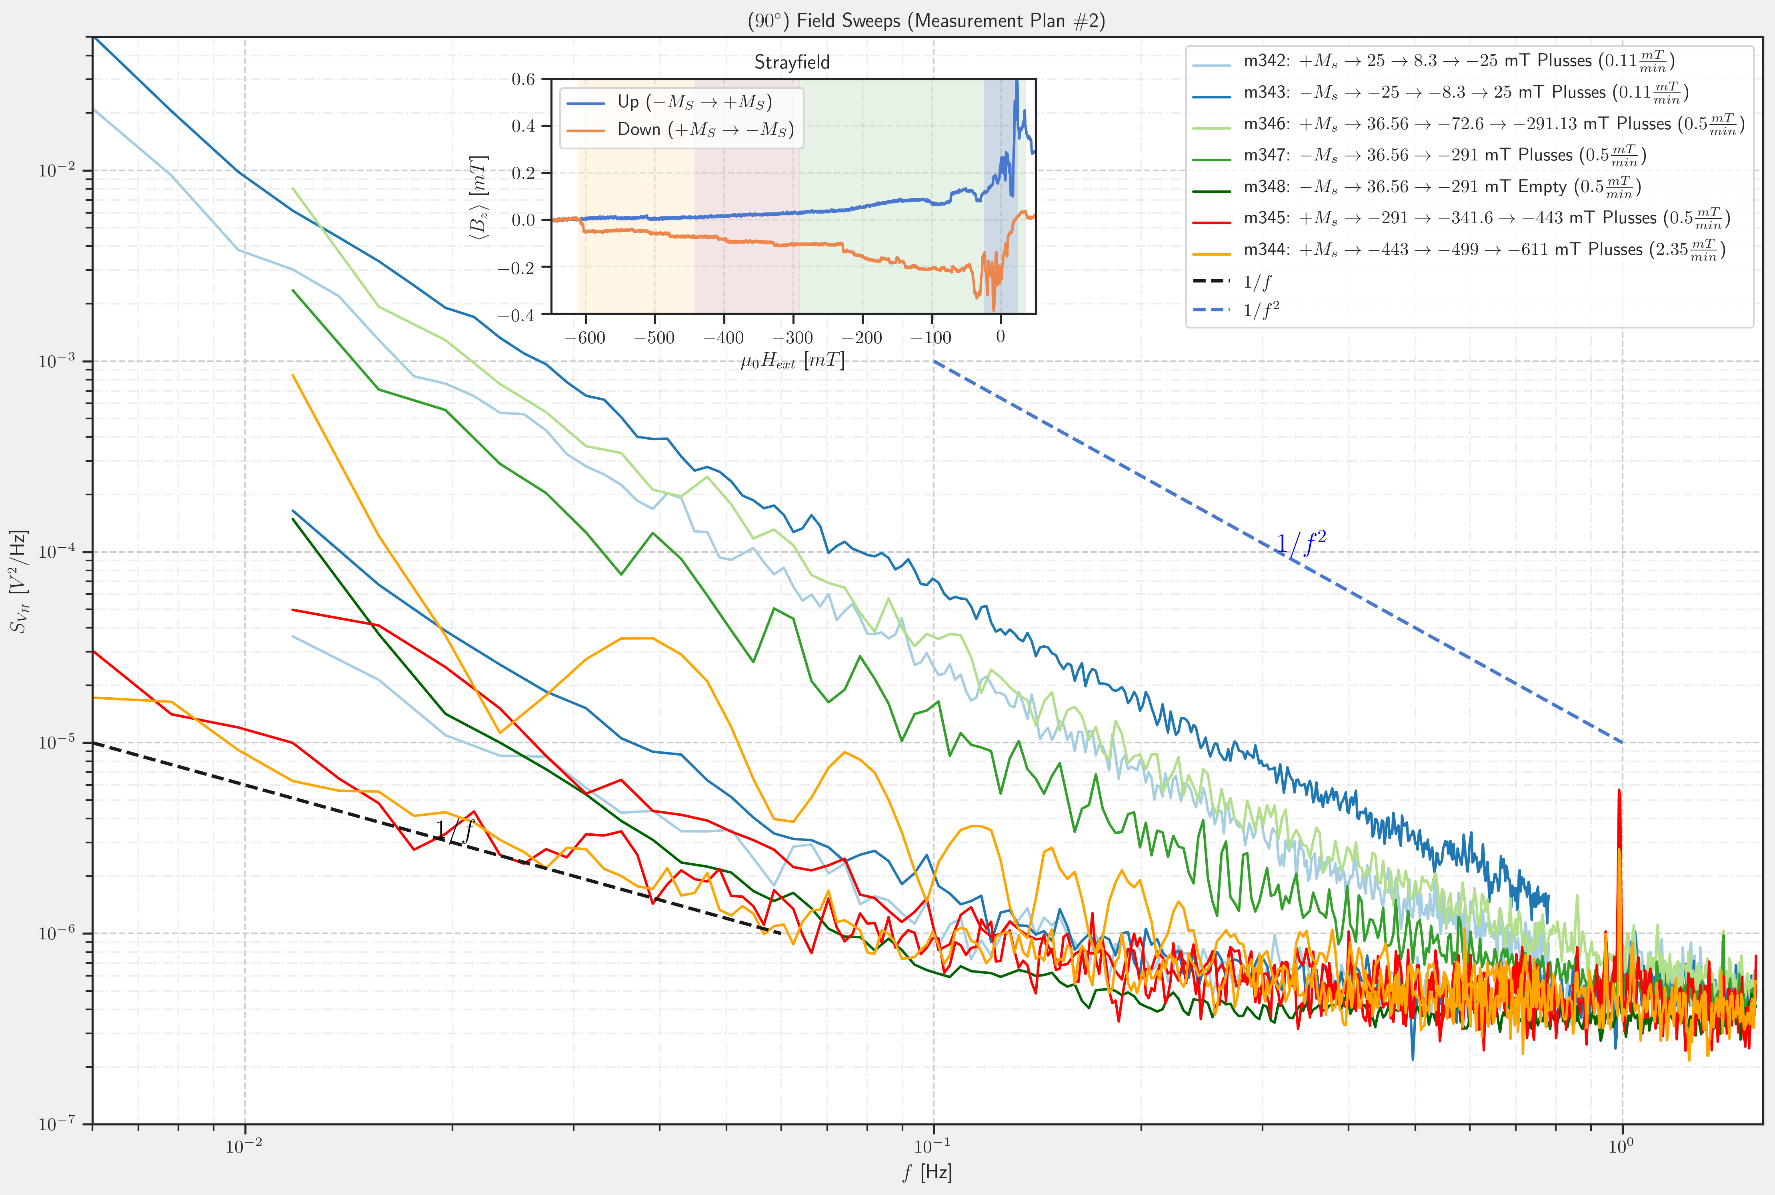 (90°) Field Sweeps (Measurement Plan #2)
Strayfield
0.6
0.4
0.2
0.0
−0.2
−0.4
⟨B_z⟩ [mT]
Up (−M_S → +M_S)
Down (+M_S → −M_S)
−600 −500 −400 −300 −200 −100 0
μ_0H_ext [mT]
m342: +M_s → 25 → 8.3 → −25 mT Plusses (0.11 mT/min)
m343: −M_s → −25 → −8.3 → 25 mT Plusses (0.11 mT/min)
m346: +M_s → 36.56 → −72.6 → −291.13 mT Plusses (0.5 mT/min)
m347: −M_s → 36.56 → −291 mT Plusses (0.5 mT/min)
m348: −M_s → 36.56 → −291 mT Empty (0.5 mT/min)
m345: +M_s → −291 → −341.6 → −443 mT Plusses (0.5 mT/min)
m344: +M_s → −443 → −499 → −611 mT Plusses (2.35 mT/min)
1/f
1/f²
1/f²
1/f
S_{V_H} [V²/Hz]
10⁻²
10⁻³
10⁻⁴
10⁻⁵
10⁻⁶
10⁻⁷
10⁻² 10⁻¹ 10⁰
f [Hz]